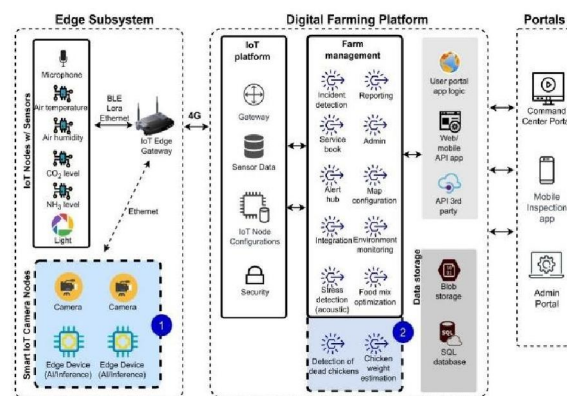 Edge Subsystem
Digital Farming Platform
Portals
IoT Nodes w/ Sensors
Microphone
Air temperature
Air humidity
CO2 level
NH3 level
Light
BLE
Lora
Ethernet
IoT Edge
Gateway
4G
Ethernet
Smart IoT Camera Nodes
Camera
Camera
1
Edge Device
(AI/Inference)
Edge Device
(AI/Inference)
IoT
platform
Gateway
Sensor Data
IoT Node
Configurations
Security
Farm
management
Incident
detection
Reporting
Service
book
Admin
Alert
hub
Map
configuration
Integration
Environment
monitoring
Stress
detection
(acoustic)
Food mix
optimization
2
Detection of
dead chickens
Chicken
weight
estimation
User portal
app logic
Web/
mobile
API app
API
API 3rd
party
Data storage
Blob
storage
SQL
SQL
database
Command
Center Portal
Mobile
Inspection
app
Admin
Portal